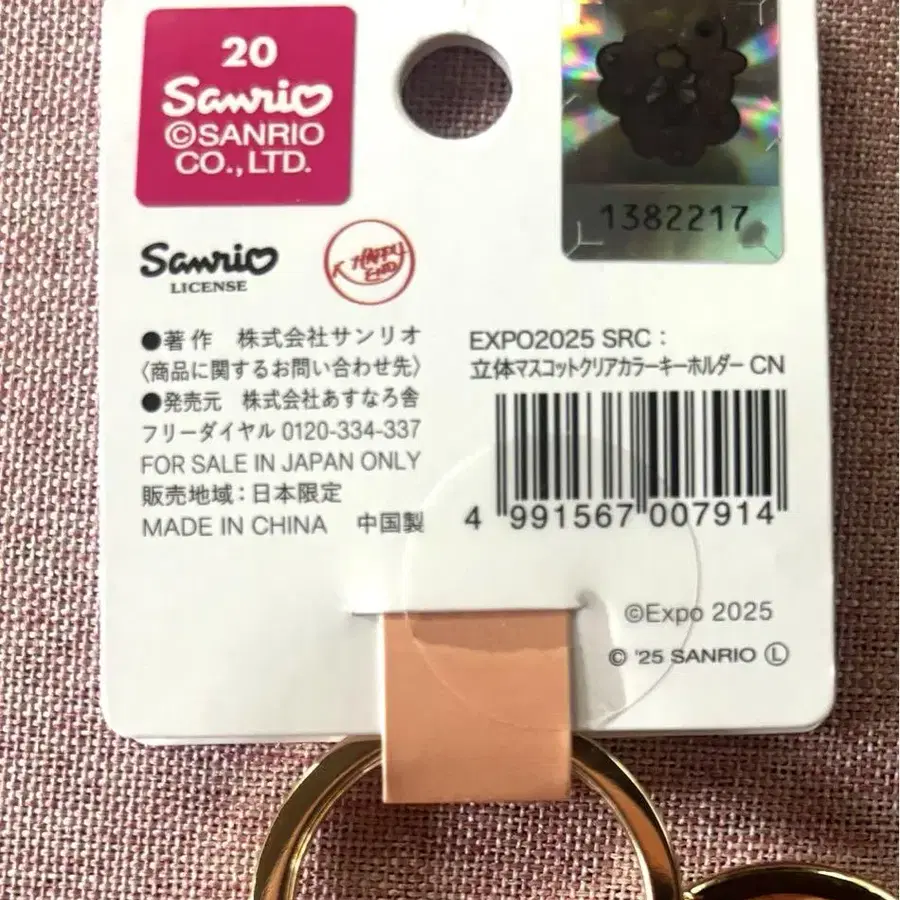 20
Sanrio
©SANRIO
CO., LTD.
1382217
Sanrio
LICENSE
HAPPY
END
●著作 株式会社サンリオ
〈商品に関するお問い合わせ先〉
●発売元 株式会社あすなろ舎
フリーダイヤル 0120-334-337
FOR SALE IN JAPAN ONLY
販売地域：日本限定
MADE IN CHINA 中国製
EXPO2025 SRC：
立体マスコットクリアカラーキーホルダー CN
4 991567 007914
©Expo 2025
© '25 SANRIO Ⓛ